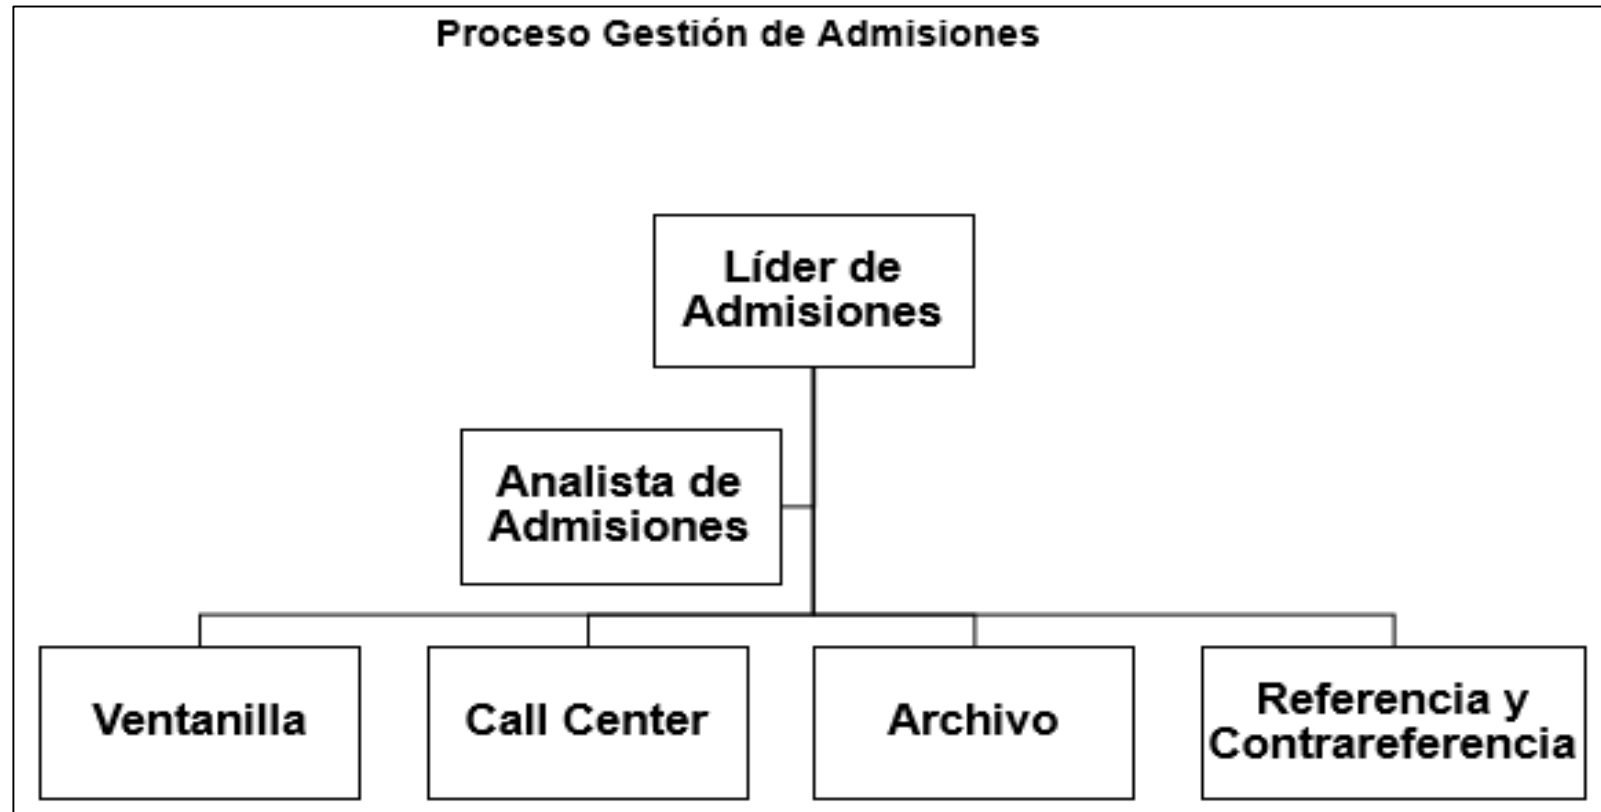 Proceso Gestión de Admisiones
Líder de
Admisiones
Analista de
Admisiones
Ventanilla
Call Center
Archivo
Referencia y
Contrareferencia